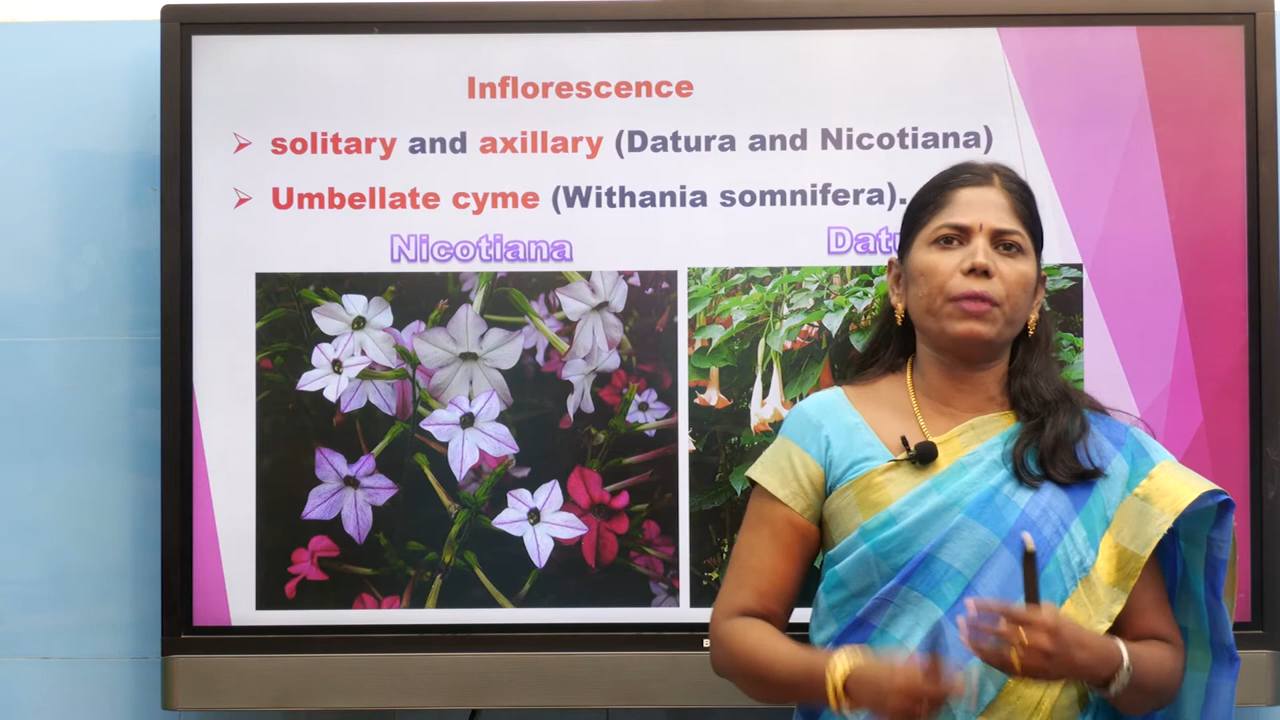 Inflorescence
solitary and axillary (Datura and Nicotiana)
Umbellate cyme (Withania somnifera).
Nicotiana